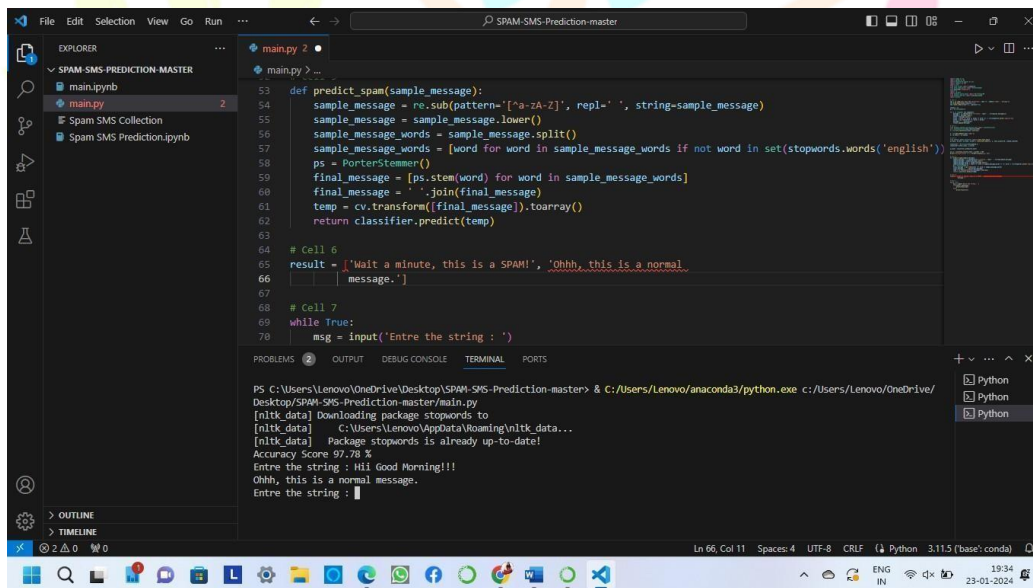 File Edit Selection View Go Run ... SPAM-SMS-Prediction-master
EXPLORER ...
SPAM-SMS-PREDICTION-MASTER
main.ipynb
main.py 2
Spam SMS Collection
Spam SMS Prediction.ipynb
OUTLINE
TIMELINE
main.py 2
main.py > ...
53 def predict_spam(sample_message):
54 sample_message = re.sub(pattern='[^a-zA-Z]', repl=' ', string=sample_message)
55 sample_message = sample_message.lower()
56 sample_message_words = sample_message.split()
57 sample_message_words = [word for word in sample_message_words if not word in set(stopwords.words('english'))
58 ps = PorterStemmer()
59 final_message = [ps.stem(word) for word in sample_message_words]
60 final_message = ' '.join(final_message)
61 temp = cv.transform([final_message]).toarray()
62 return classifier.predict(temp)
63
64 # Cell 6
65 result = ['Wait a minute, this is a SPAM!', 'Ohhh, this is a normal
66 message.']
67
68 # Cell 7
69 while True:
70 msg = input('Entre the string : ')
PROBLEMS 2 OUTPUT DEBUG CONSOLE TERMINAL PORTS
PS C:\Users\Lenovo\OneDrive\Desktop\SPAM-SMS-Prediction-master> & C:/Users/Lenovo/anaconda3/python.exe c:/Users/Lenovo/OneDrive/
Desktop/SPAM-SMS-Prediction-master/main.py
[nltk_data] Downloading package stopwords to
[nltk_data] C:\Users\Lenovo\AppData\Roaming\nltk_data...
[nltk_data] Package stopwords is already up-to-date!
Accuracy Score 97.78 %
Entre the string : Hii Good Morning!!!
Ohhh, this is a normal message.
Entre the string :
Python
Python
Python
2 0 0 Ln 66, Col 11 Spaces: 4 UTF-8 CRLF Python 3.11.5 ('base': conda)
ENG
IN
19:34
23-01-2024